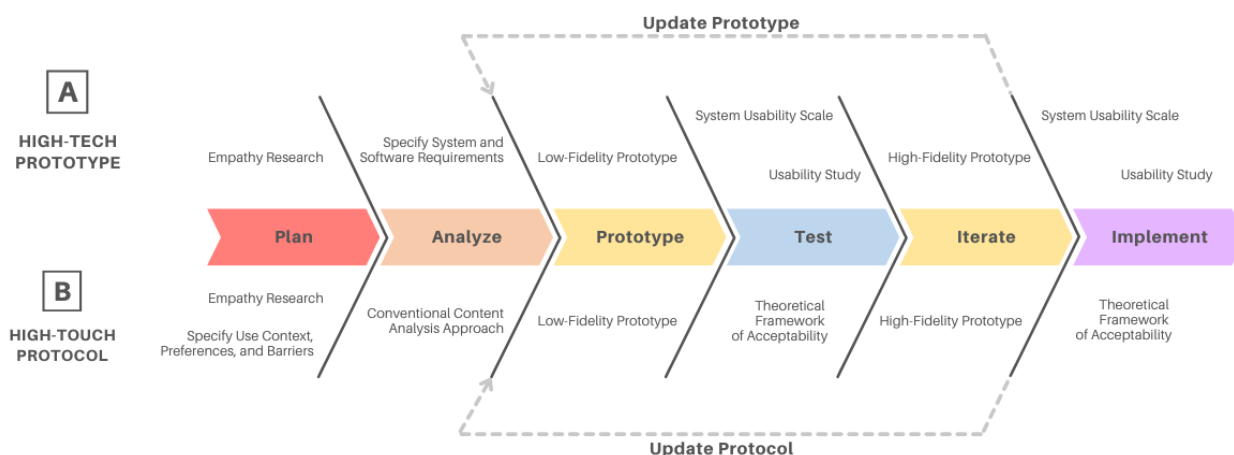 Update Prototype
A
HIGH-TECH
PROTOTYPE
Empathy Research
Specify System and
Software Requirements
Low-Fidelity Prototype
System Usability Scale
Usability Study
High-Fidelity Prototype
System Usability Scale
Usability Study
Plan
Analyze
Prototype
Test
Iterate
Implement
B
HIGH-TOUCH
PROTOCOL
Empathy Research
Specify Use Context,
Preferences, and Barriers
Conventional Content
Analysis Approach
Low-Fidelity Prototype
Theoretical
Framework
of Acceptability
High-Fidelity Prototype
Theoretical
Framework
of Acceptability
Update Protocol